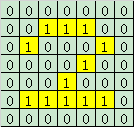 0 0 0 0 0 0 0
0 0 1 1 1 0 0
0 1 0 0 0 1 0
0 0 0 0 1 0 0
0 0 0 1 0 0 0
0 1 1 1 1 1 0
0 0 0 0 0 0 0